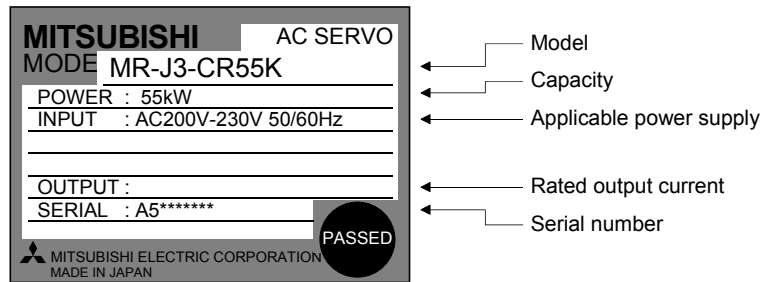 MITSUBISHI AC SERVO
MODE MR-J3-CR55K
POWER : 55kW
INPUT : AC200V-230V 50/60Hz
OUTPUT :
SERIAL : A5*******
PASSED
MITSUBISHI ELECTRIC CORPORATION
MADE IN JAPAN
Model
Capacity
Applicable power supply
Rated output current
Serial number